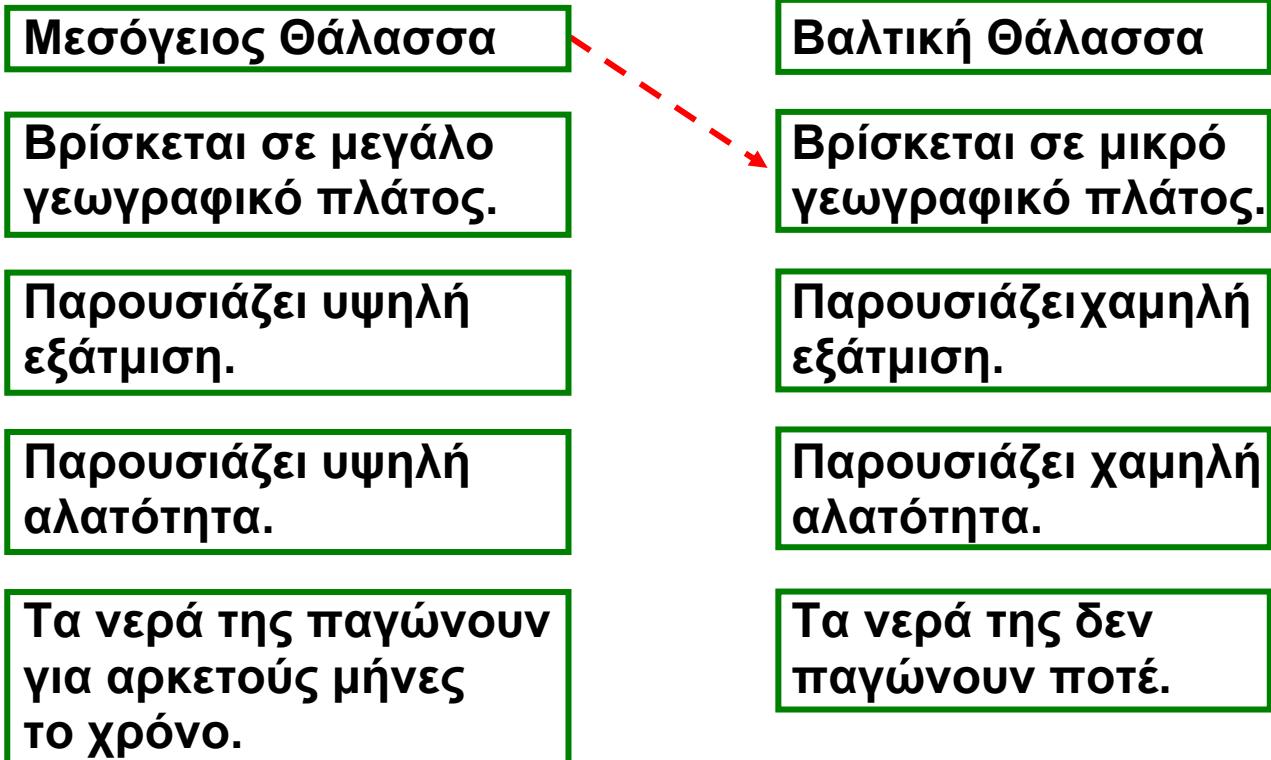 Μεσόγειος Θάλασσα
Βρίσκεται σε μεγάλο
γεωγραφικό πλάτος.
Παρουσιάζει υψηλή
εξάτμιση.
Παρουσιάζει υψηλή
αλατότητα.
Τα νερά της παγώνουν
για αρκετούς μήνες
το χρόνο.
Βαλτική Θάλασσα
Βρίσκεται σε μικρό
γεωγραφικό πλάτος.
Παρουσιάζει χαμηλή
εξάτμιση.
Παρουσιάζει χαμηλή
αλατότητα.
Τα νερά της δεν
παγώνουν ποτέ.